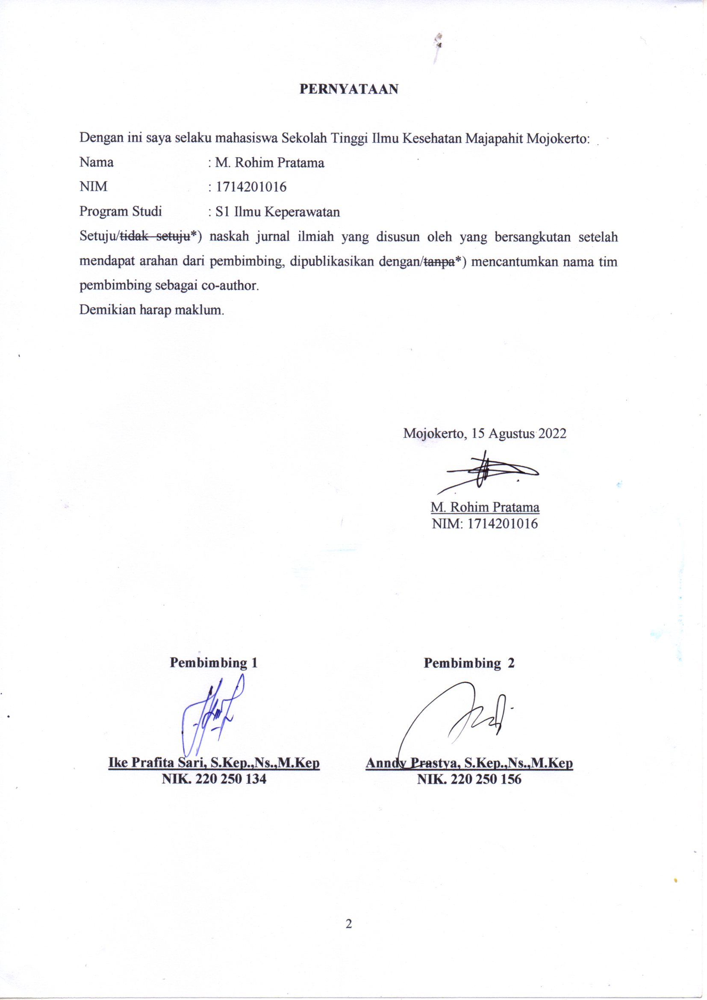 PERNYATAAN
Dengan ini saya selaku mahasiswa Sekolah Tinggi Ilmu Kesehatan Majapahit Mojokerto:
Nama : M. Rohim Pratama
NIM : 1714201016
Program Studi : S1 Ilmu Keperawatan
Setuju/tidak setuju*) naskah jurnal ilmiah yang disusun oleh yang bersangkutan setelah
mendapat arahan dari pembimbing, dipublikasikan dengan/tanpa*) mencantumkan nama tim
pembimbing sebagai co-author.
Demikian harap maklum.
Mojokerto, 15 Agustus 2022
M. Rohim Pratama
NIM: 1714201016
Pembimbing 1
Ike Prafita Sari, S.Kep.,Ns.,M.Kep
NIK. 220 250 134
Pembimbing 2
Anndy Prastya, S.Kep.,Ns.,M.Kep
NIK. 220 250 156
2